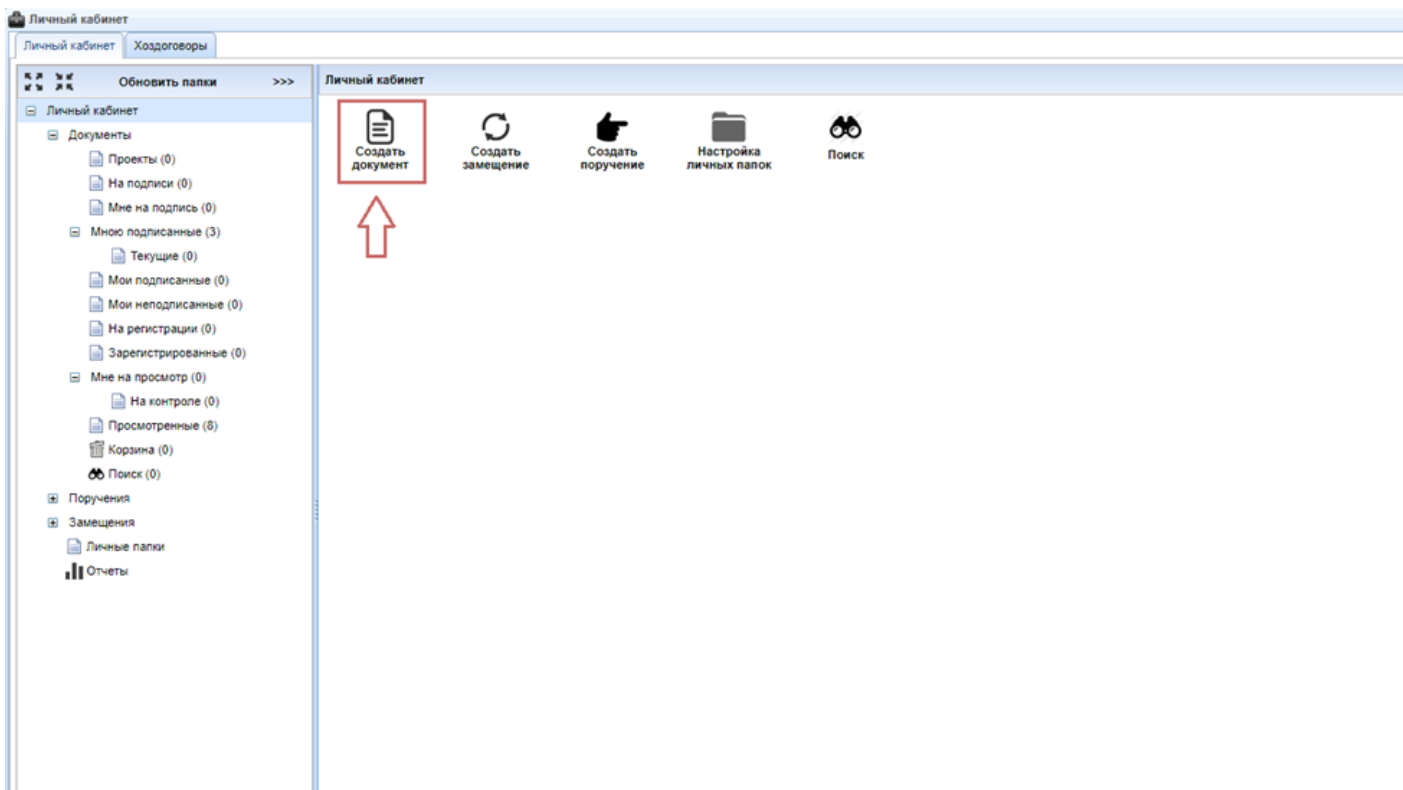 Личный кабинет
Личный кабинет
Хоздоговоры
Обновить папки >>>
Личный кабинет
Документы
Проекты (0)
На подписи (0)
Мне на подпись (0)
Мною подписанные (3)
Текущие (0)
Мои подписанные (0)
Мои неподписанные (0)
На регистрации (0)
Зарегистрированные (0)
Мне на просмотр (0)
На контроле (0)
Просмотренные (8)
Корзина (0)
Поиск (0)
Поручения
Замещения
Личные папки
Отчеты
Личный кабинет
Создать
документ
Создать
замещение
Создать
поручение
Настройка
личных папок
Поиск